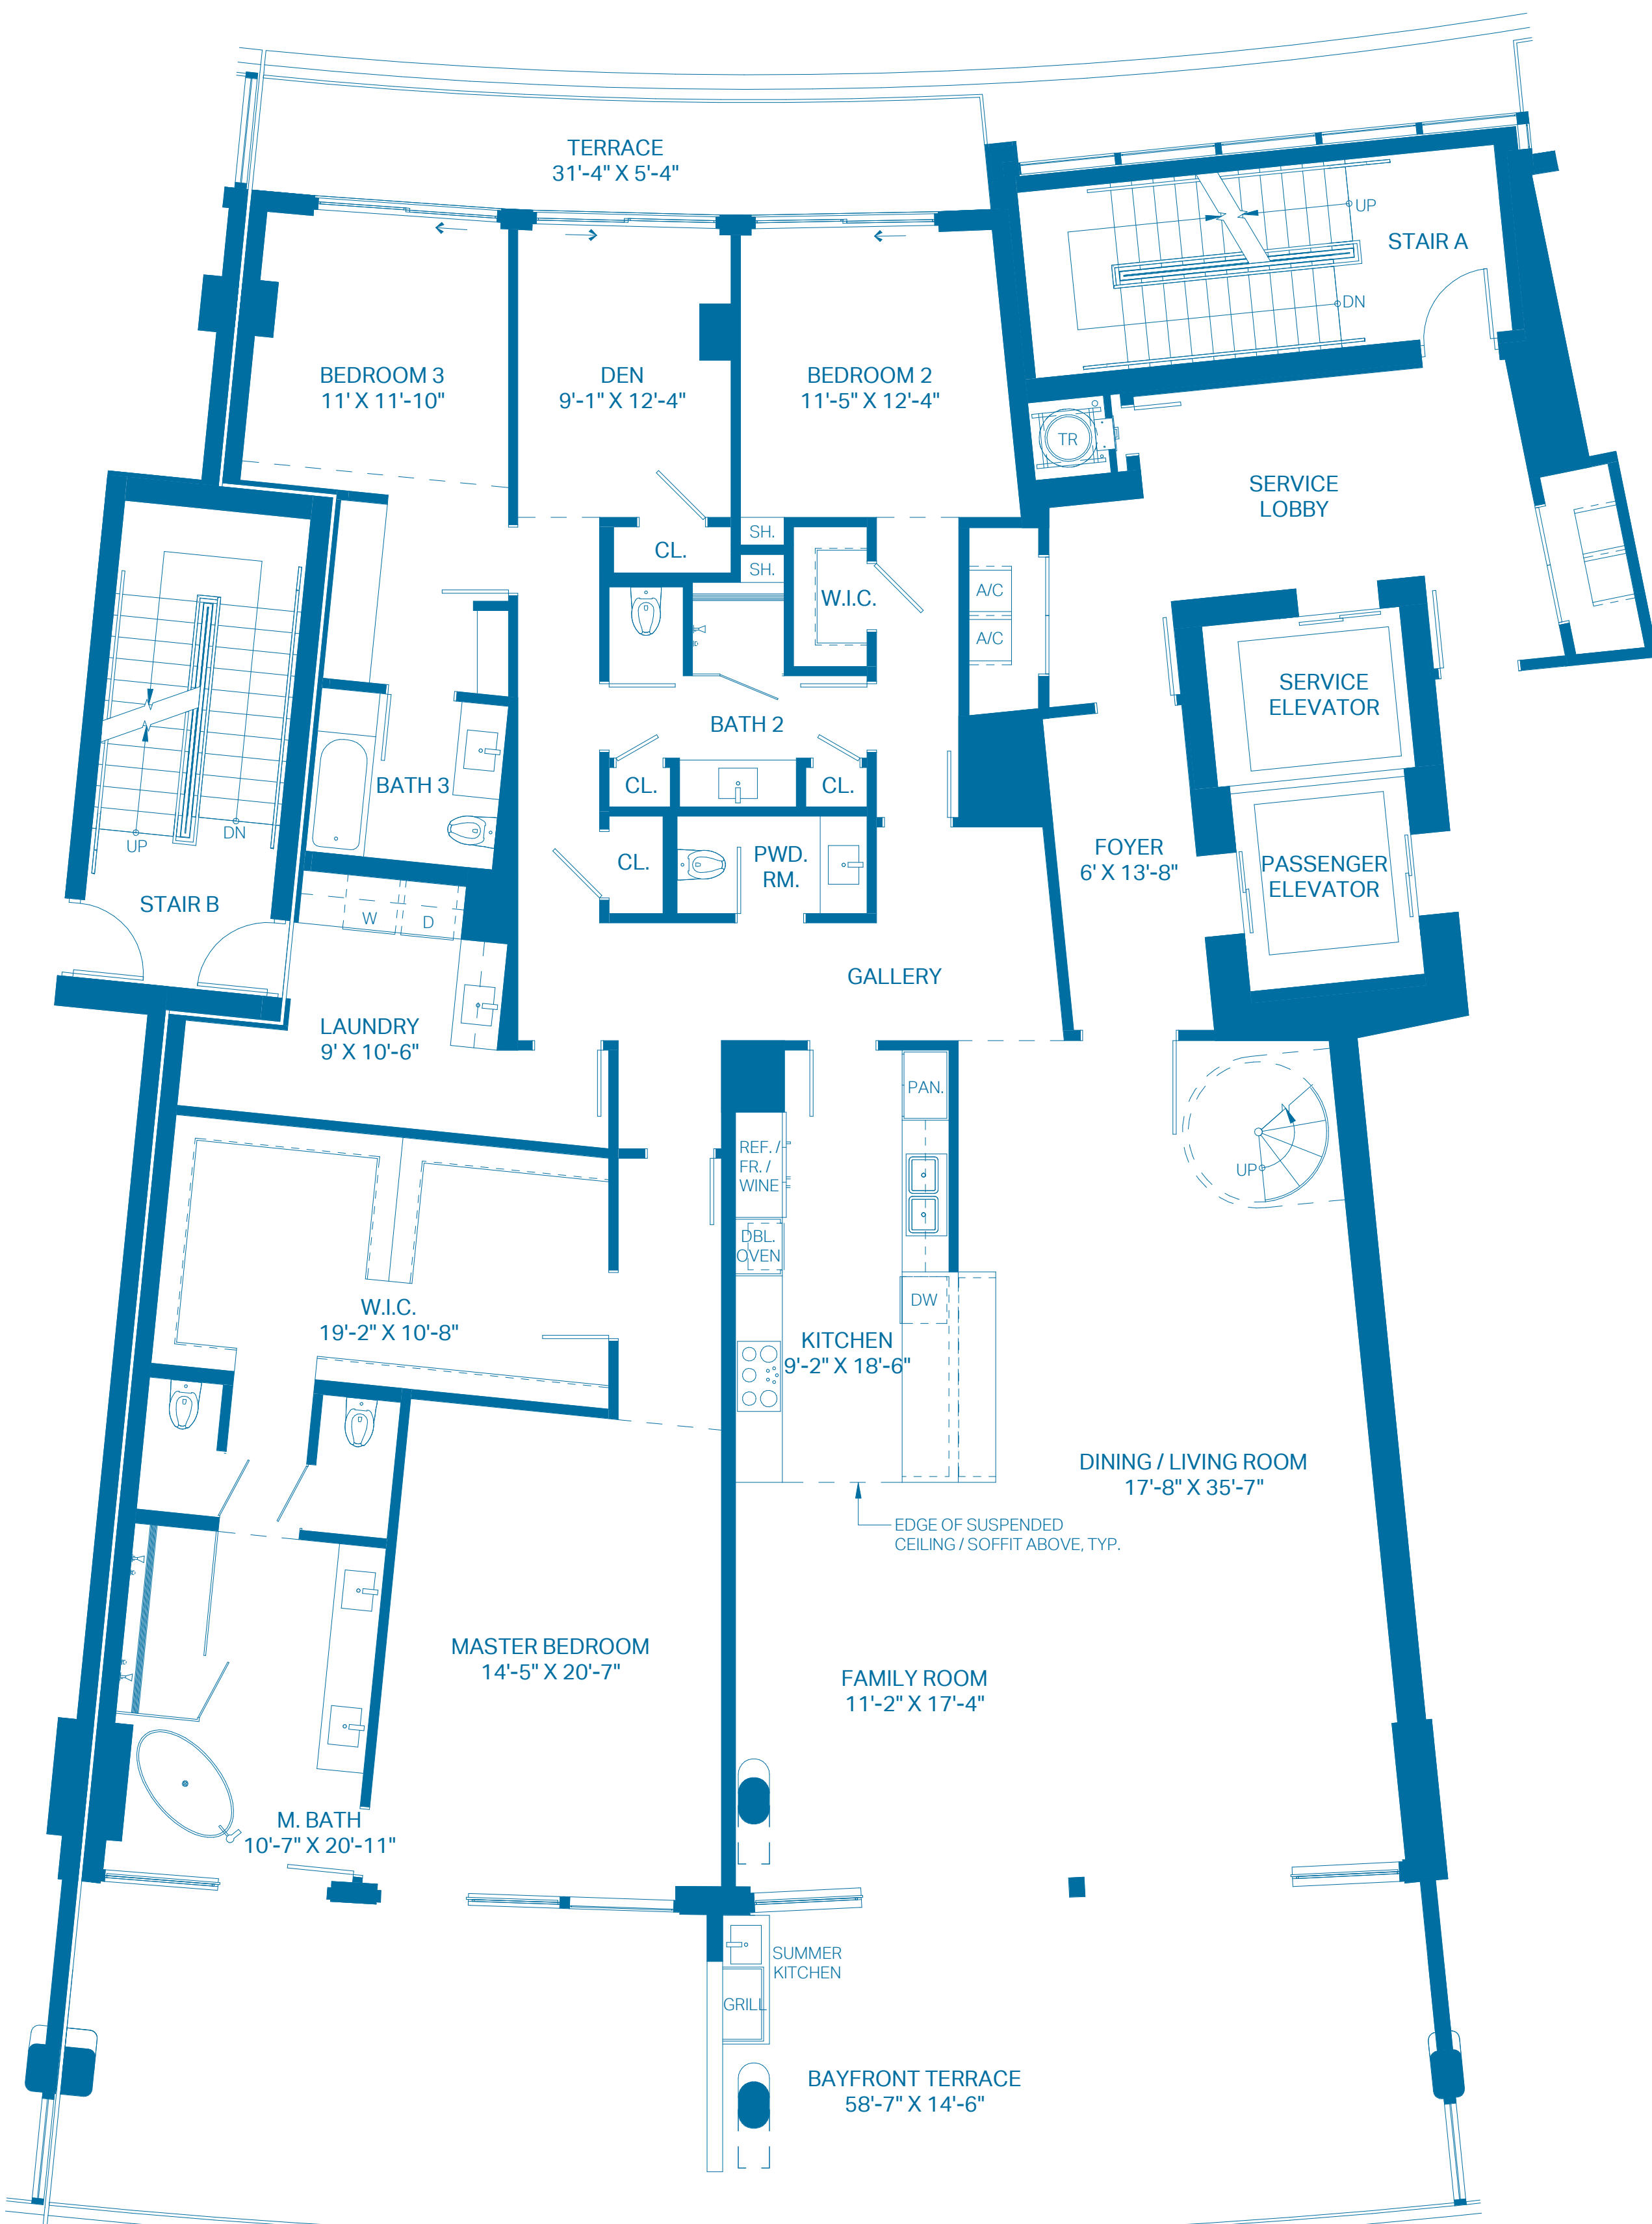 TERRACE
31'-4" X 5'-4"
UP
STAIR A
DN
BEDROOM 3
11' X 11'-10"
DEN
9'-1" X 12'-4"
BEDROOM 2
11'-5" X 12'-4"
TR
SERVICE
LOBBY
CL.
SH.
SH.
W.I.C.
A/C
A/C
SERVICE
ELEVATOR
BATH 2
BATH 3
CL.
CL.
UP
DN
CL.
PWD.
RM.
FOYER
6' X 13'-8"
PASSENGER
ELEVATOR
STAIR B
W
D
GALLERY
LAUNDRY
9' X 10'-6"
PAN.
REF. /
FR. /
WINE
UP
DBL.
OVEN
DW
W.I.C.
19'-2" X 10'-8"
KITCHEN
9'-2" X 18'-6"
DINING / LIVING ROOM
17'-8" X 35'-7"
EDGE OF SUSPENDED
CEILING / SOFFIT ABOVE, TYP.
MASTER BEDROOM
14'-5" X 20'-7"
FAMILY ROOM
11'-2" X 17'-4"
M. BATH
10'-7" X 20'-11"
SUMMER
KITCHEN
GRILL
BAYFRONT TERRACE
58'-7" X 14'-6"